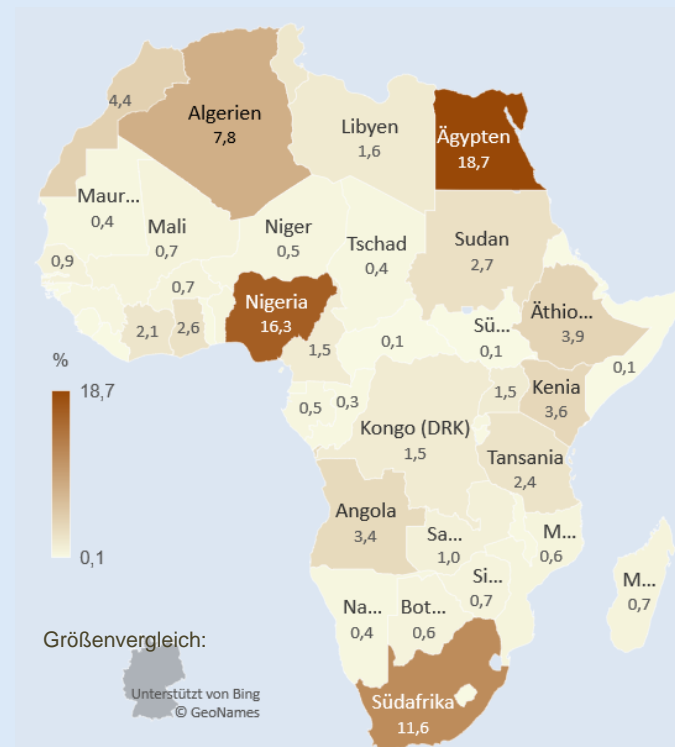 4,4
Algerien
7,8
Libyen
1,6
Ägypten
18,7
Maur...
0,4
Mali
0,7
Niger
0,5
Tschad
0,4
Sudan
2,7
0,9
0,7
Nigeria
16,3
2,1
2,6
1,5
0,1
Sü...
0,1
Äthio...
3,9
0,1
%
18,7
0,1
0,5
0,3
Kongo (DRK)
1,5
1,5
Kenia
3,6
Tansania
2,4
Angola
3,4
Sa...
1,0
M...
0,6
Si...
0,7
M...
0,7
Na...
0,4
Bot...
0,6
Größenvergleich:
Unterstützt von Bing
© GeoNames
Südafrika
11,6